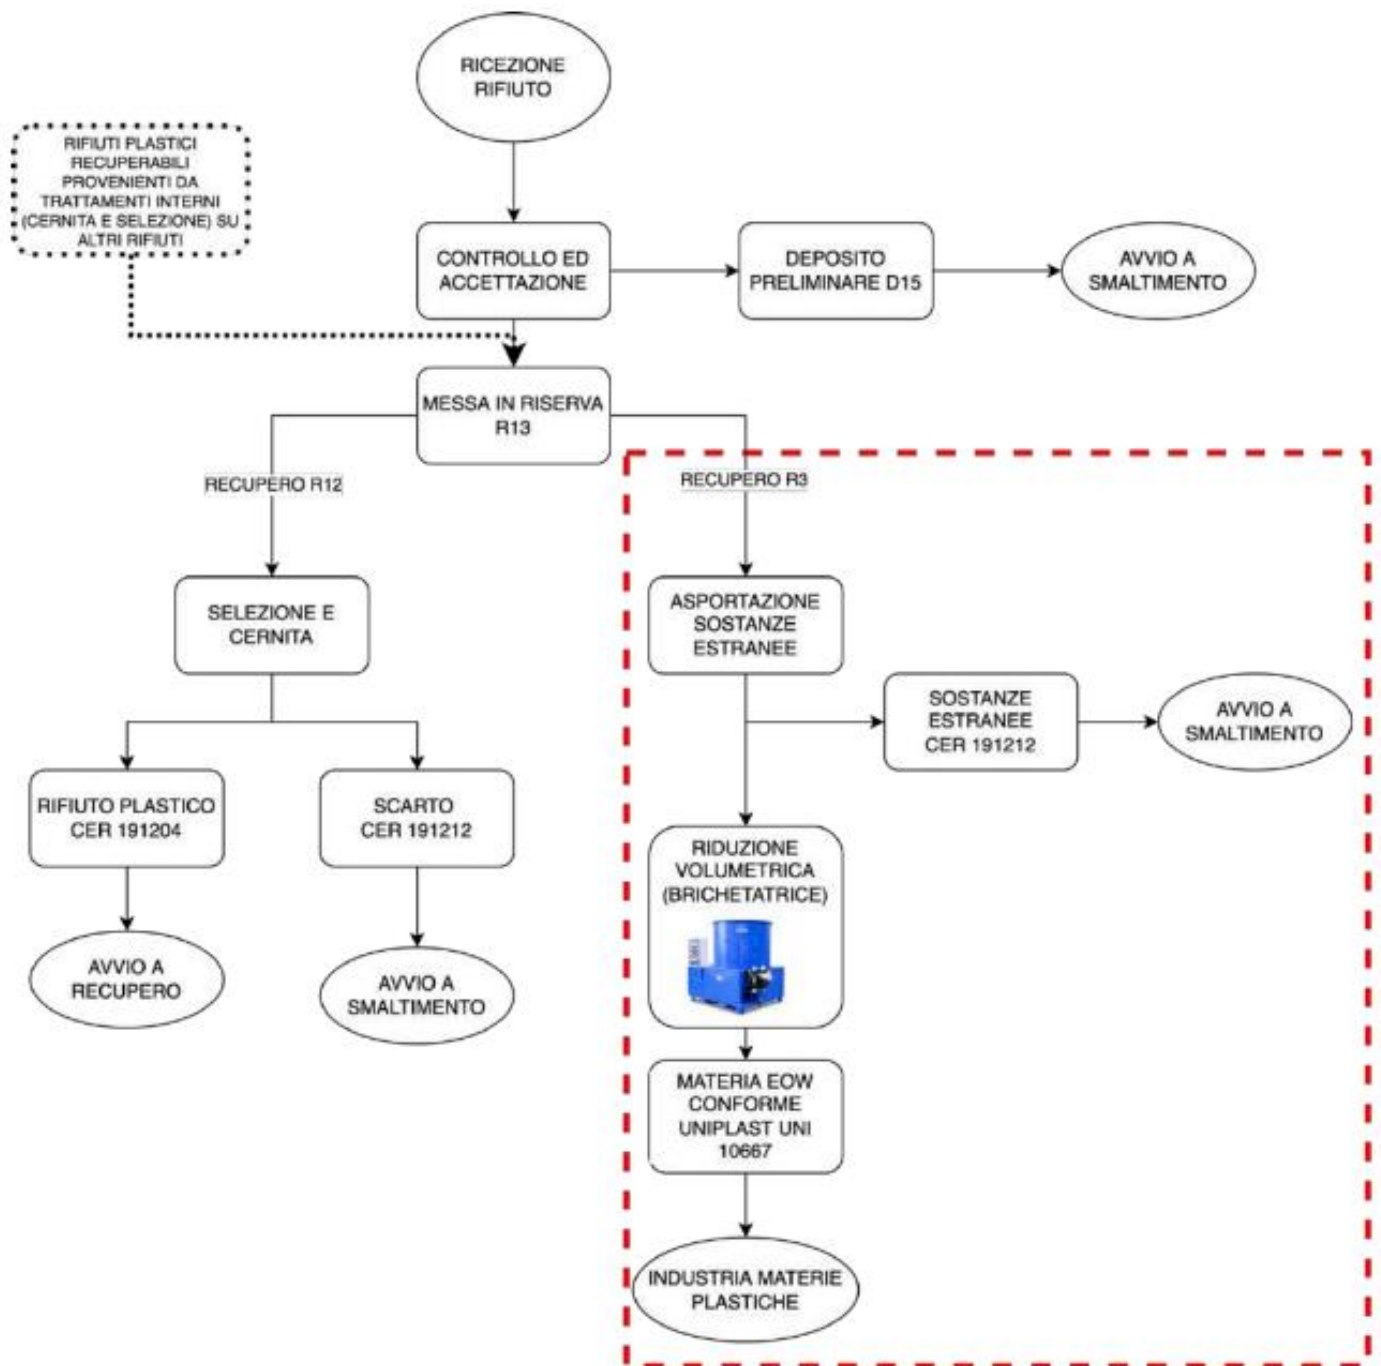 RICEZIONE
RIFIUTO
RIFIUTI PLASTICI
RECUPERABILI
PROVENIENTI DA
TRATTAMENTI INTERNI
(CERNITA E SELEZIONE) SU
ALTRI RIFIUTI
CONTROLLO ED
ACCETTAZIONE
DEPOSITO
PRELIMINARE D15
AVVIO A
SMALTIMENTO
MESSA IN RISERVA
R13
RECUPERO R12
RECUPERO R3
SELEZIONE E
CERNITA
ASPORTAZIONE
SOSTANZE
ESTRANEE
SOSTANZE
ESTRANEE
CER 191212
AVVIO A
SMALTIMENTO
RIFIUTO PLASTICO
CER 191204
SCARTO
CER 191212
RIDUZIONE
VOLUMETRICA
(BRICHETATRICE)
AVVIO A
RECUPERO
AVVIO A
SMALTIMENTO
MATERIA EOW
CONFORME
UNIPLAST UNI
10667
INDUSTRIA MATERIE
PLASTICHE